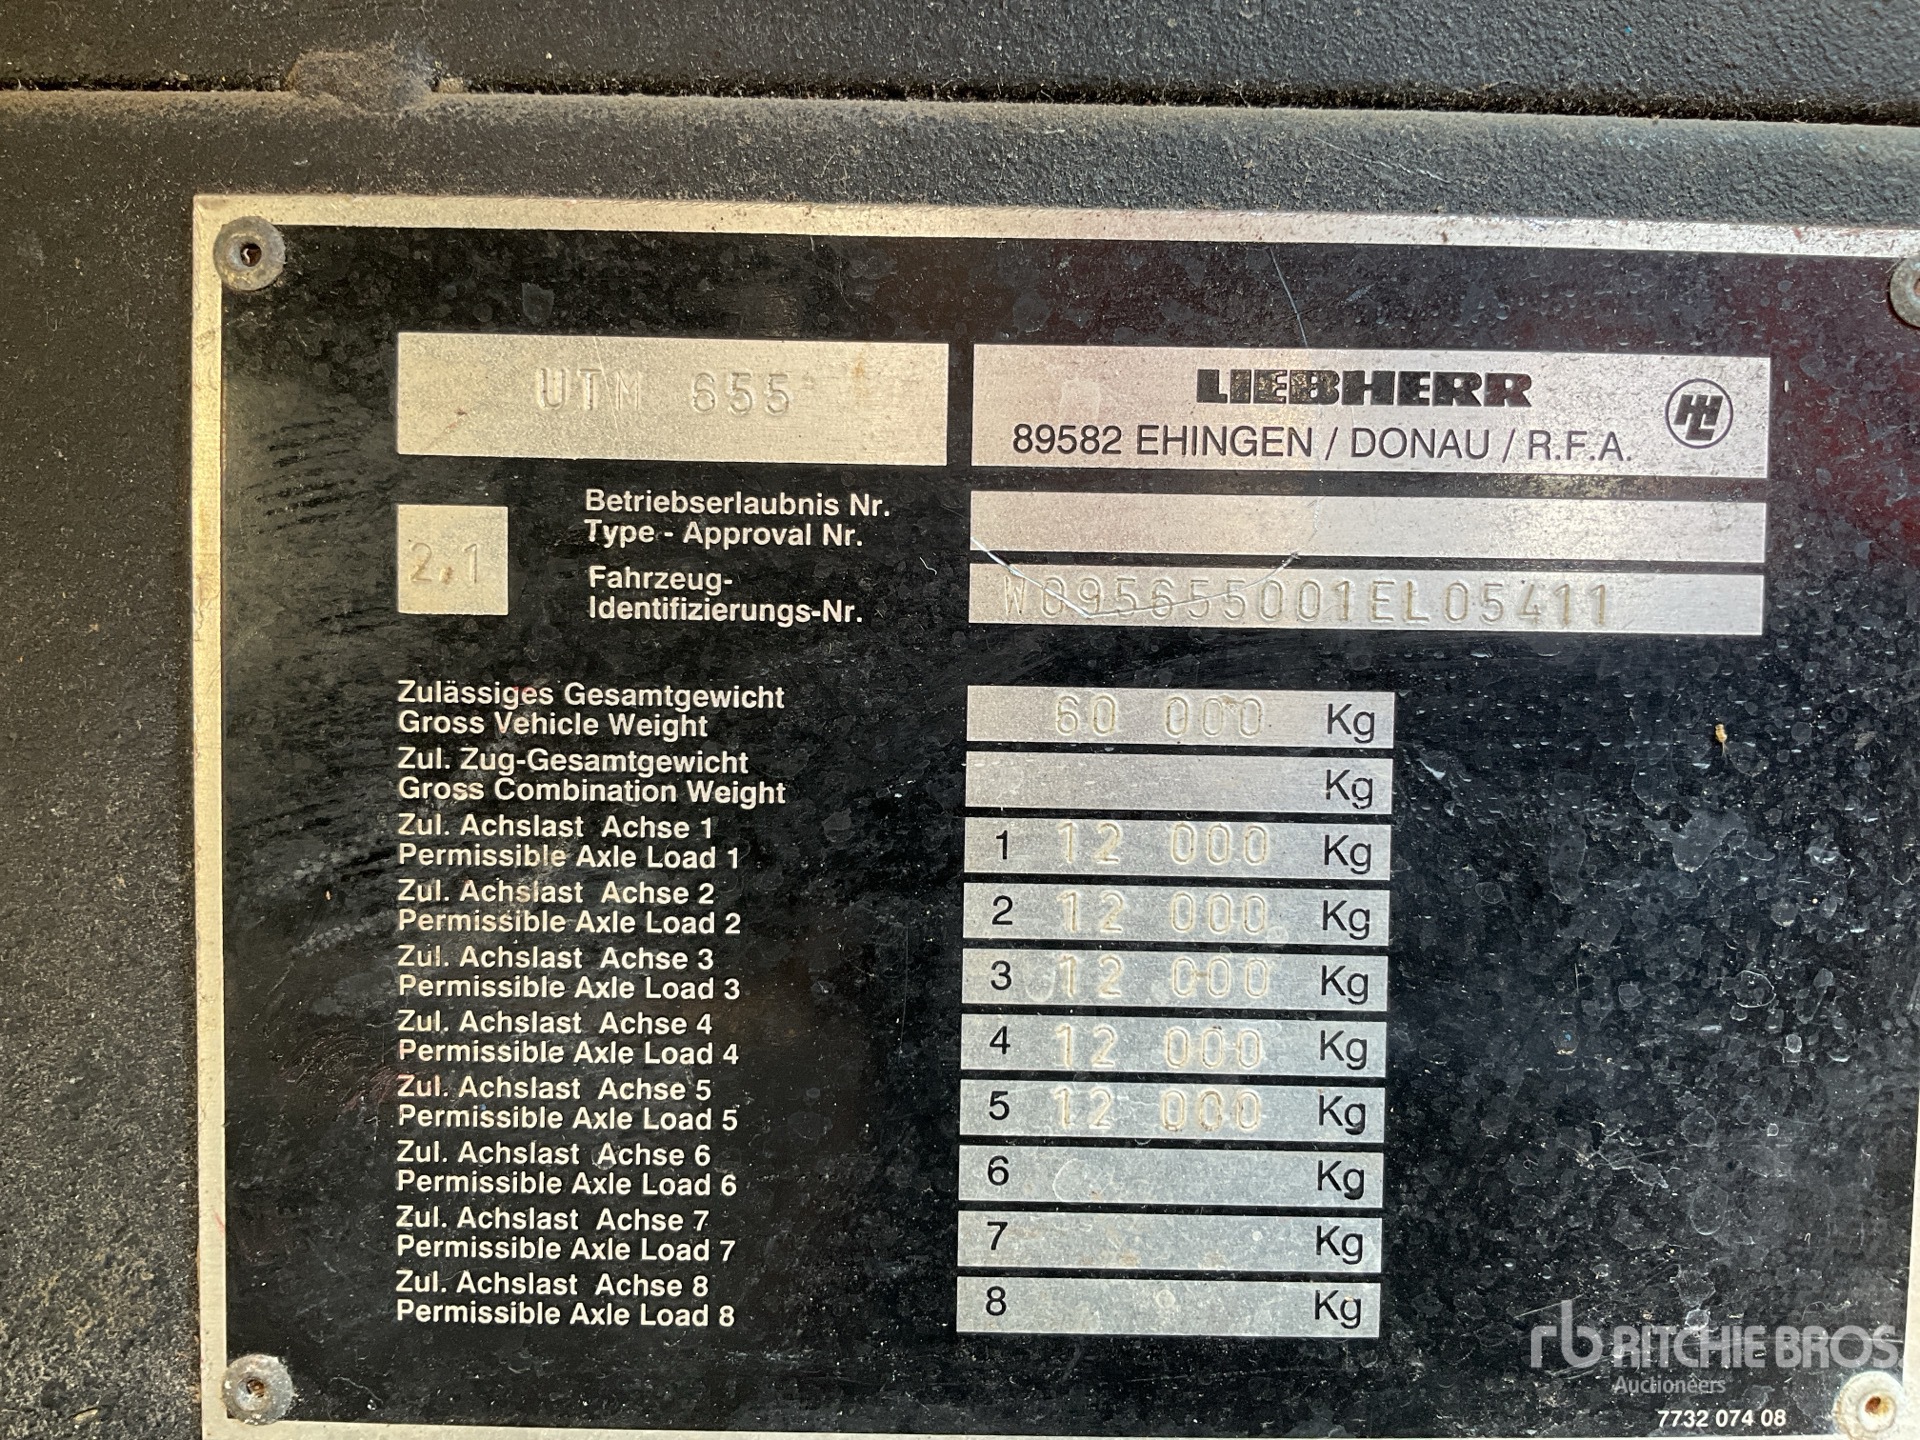 UTM 655
LIEBHERR
89582 EHINGEN / DONAU / R.F.A.
2,1
Betriebserlaubnis Nr.
Type - Approval Nr.
Fahrzeug-
Identifizierungs-Nr.
W095655001EL05411
Zulässiges Gesamtgewicht
Gross Vehicle Weight
60 000 Kg
Zul. Zug-Gesamtgewicht
Gross Combination Weight
Kg
Zul. Achslast Achse 1
Permissible Axle Load 1
1 12 000 Kg
Zul. Achslast Achse 2
Permissible Axle Load 2
2 12 000 Kg
Zul. Achslast Achse 3
Permissible Axle Load 3
3 12 000 Kg
Zul. Achslast Achse 4
Permissible Axle Load 4
4 12 000 Kg
Zul. Achslast Achse 5
Permissible Axle Load 5
5 12 000 Kg
Zul. Achslast Achse 6
Permissible Axle Load 6
6 Kg
Zul. Achslast Achse 7
Permissible Axle Load 7
7 Kg
Zul. Achslast Achse 8
Permissible Axle Load 8
8 Kg
rb RITCHIE BROS.
Auctioneers
7732 074 08